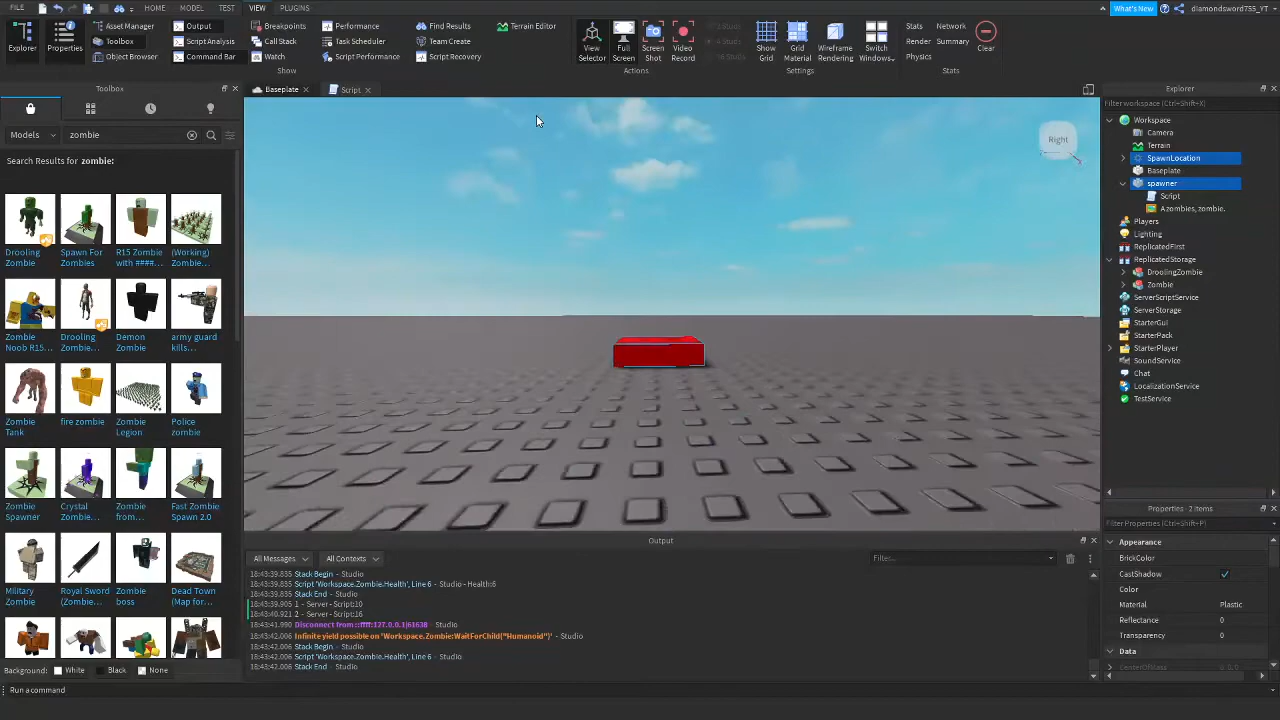 FILE HOME MODEL TEST VIEW PLUGINS What's New diamondsword755_YT
Explorer
Properties
Asset Manager
Toolbox
Object Browser
Output
Script Analysis
Command Bar
Breakpoints
Call Stack
Watch
Performance
Task Scheduler
Script Performance
Find Results
Team Create
Script Recovery
Terrain Editor
Show
View
Selector
Full
Screen
Screen
Shot
Video
Record
4 Studs
16 Studs
Actions
Show
Grid
Grid
Material
Wireframe
Rendering
Switch
Windows
Settings
Stats
Render
Physics
Network
Summary
Clear
Stats
Toolbox
Models
zombie
Search Results for zombie:
Drooling
Zombie
Spawn For
Zombies
R15 Zombie
with ####...
(Working)
Zombie...
Zombie
Noob R15...
Drooling
Zombie...
Demon
Zombie
army guard
kills...
Zombie
Tank
fire zombie
Zombie
Legion
Police
zombie
Zombie
Spawner
Crystal
Zombie...
Zombie
from...
Fast Zombie
Spawn 2.0
Military
Zombie
Royal Sword
(Zombie...
Zombie
boss
Dead Town
(Map for...
Background: White Black None
Run a command
Baseplate
Script
Right
Output
All Messages
All Contexts
Filter...
18:43:39.835 Stack Begin - Studio
18:43:39.835 Script 'Workspace.Zombie.Health', Line 6 - Studio - Health:6
18:43:39.835 Stack End - Studio
18:43:39.905 1 - Server - Script:10
18:43:40.921 2 - Server - Script:16
18:43:41.990 Disconnect from ::ffff:127.0.0.1|61638 - Studio
18:43:42.006 Infinite yield possible on 'Workspace.Zombie:WaitForChild("Humanoid")' - Studio
18:43:42.006 Stack Begin - Studio
18:43:42.006 Script 'Workspace.Zombie.Health', Line 6 - Studio
18:43:42.006 Stack End - Studio
Explorer
Filter workspace (Ctrl+Shift+X)
Workspace
Camera
Terrain
SpawnLocation
Baseplate
spawner
Script
A zombies, zombie.
Players
Lighting
ReplicatedFirst
ReplicatedStorage
DroolingZombie
Zombie
ServerScriptService
ServerStorage
StarterGui
StarterPack
StarterPlayer
SoundService
Chat
LocalizationService
TestService
Properties - 2 items
Filter Properties (Ctrl+Shift+P)
Appearance
BrickColor
CastShadow
Color
Material Plastic
Reflectance 0
Transparency 0
Data
CenterOfMass 0, 0, 0